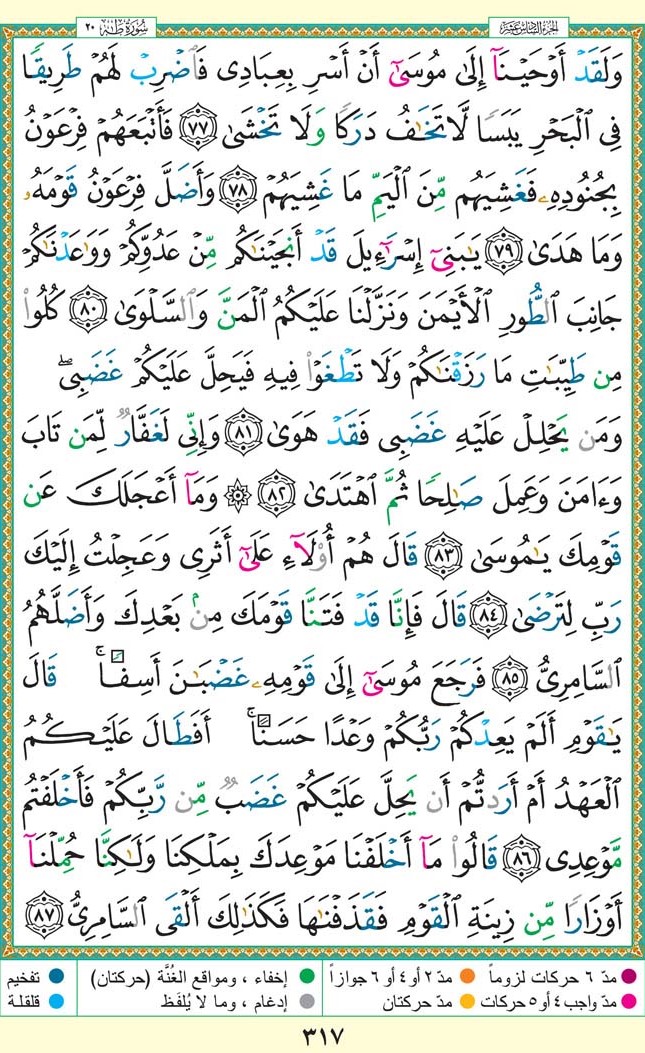 الجزء السادس عشر
سورة طه ٢٠
وَلَقَدْ أَوْحَيْنَآ إِلَىٰ مُوسَىٰٓ أَنْ أَسْرِ بِعِبَادِى فَٱضْرِبْ لَهُمْ طَرِيقًا
فِى ٱلْبَحْرِ يَبَسًا لَّا تَخَـٰفُ دَرَكًا وَلَا تَخْشَىٰ ٧٧ فَأَتْبَعَهُمْ فِرْعَوْنُ
بِجُنُودِهِۦ فَغَشِيَهُم مِّنَ ٱلْيَمِّ مَا غَشِيَهُمْ ٧٨ وَأَضَلَّ فِرْعَوْنُ قَوْمَهُۥ
وَمَا هَدَىٰ ٧٩ يَـٰبَنِىٓ إِسْرَٰٓءِيلَ قَدْ أَنجَيْنَـٰكُم مِّنْ عَدُوِّكُمْ وَوَٰعَدْنَـٰكُمْ
جَانِبَ ٱلطُّورِ ٱلْأَيْمَنَ وَنَزَّلْنَا عَلَيْكُمُ ٱلْمَنَّ وَٱلسَّلْوَىٰ ٨٠ كُلُوا۟
مِن طَيِّبَـٰتِ مَا رَزَقْنَـٰكُمْ وَلَا تَطْغَوْا۟ فِيهِ فَيَحِلَّ عَلَيْكُمْ غَضَبِى ۖ
وَمَن يَحْلِلْ عَلَيْهِ غَضَبِى فَقَدْ هَوَىٰ ٨١ وَإِنِّى لَغَفَّارٌ لِّمَن تَابَ
وَءَامَنَ وَعَمِلَ صَـٰلِحًا ثُمَّ ٱهْتَدَىٰ ٨٢ ۞ وَمَآ أَعْجَلَكَ عَن
قَوْمِكَ يَـٰمُوسَىٰ ٨٣ قَالَ هُمْ أُو۟لَآءِ عَلَىٰٓ أَثَرِى وَعَجِلْتُ إِلَيْكَ
رَبِّ لِتَرْضَىٰ ٨٤ قَالَ فَإِنَّا قَدْ فَتَنَّا قَوْمَكَ مِنۢ بَعْدِكَ وَأَضَلَّهُمُ
ٱلسَّامِرِىُّ ٨٥ فَرَجَعَ مُوسَىٰٓ إِلَىٰ قَوْمِهِۦ غَضْبَـٰنَ أَسِفًا ۚ قَالَ
يَـٰقَوْمِ أَلَمْ يَعِدْكُمْ رَبُّكُمْ وَعْدًا حَسَنًا ۚ أَفَطَالَ عَلَيْكُمُ
ٱلْعَهْدُ أَمْ أَرَدتُّمْ أَن يَحِلَّ عَلَيْكُمْ غَضَبٌ مِّن رَّبِّكُمْ فَأَخْلَفْتُم
مَّوْعِدِى ٨٦ قَالُوا۟ مَآ أَخْلَفْنَا مَوْعِدَكَ بِمَلْكِنَا وَلَـٰكِنَّا حُمِّلْنَآ
أَوْزَارًا مِّن زِينَةِ ٱلْقَوْمِ فَقَذَفْنَـٰهَا فَكَذَٰلِكَ أَلْقَى ٱلسَّامِرِىُّ ٨٧
مدّ ٦ حركات لزوماً مدّ ٢ أو ٤ أو ٦ جوازاً إخفاء ، ومواقع الغُنَّة (حركتان) تفخيم
مدّ واجب ٤ أو ٥ حركات مدّ حركتان إدغام ، وما لا يُلفَظ قلقلة
٣١٧